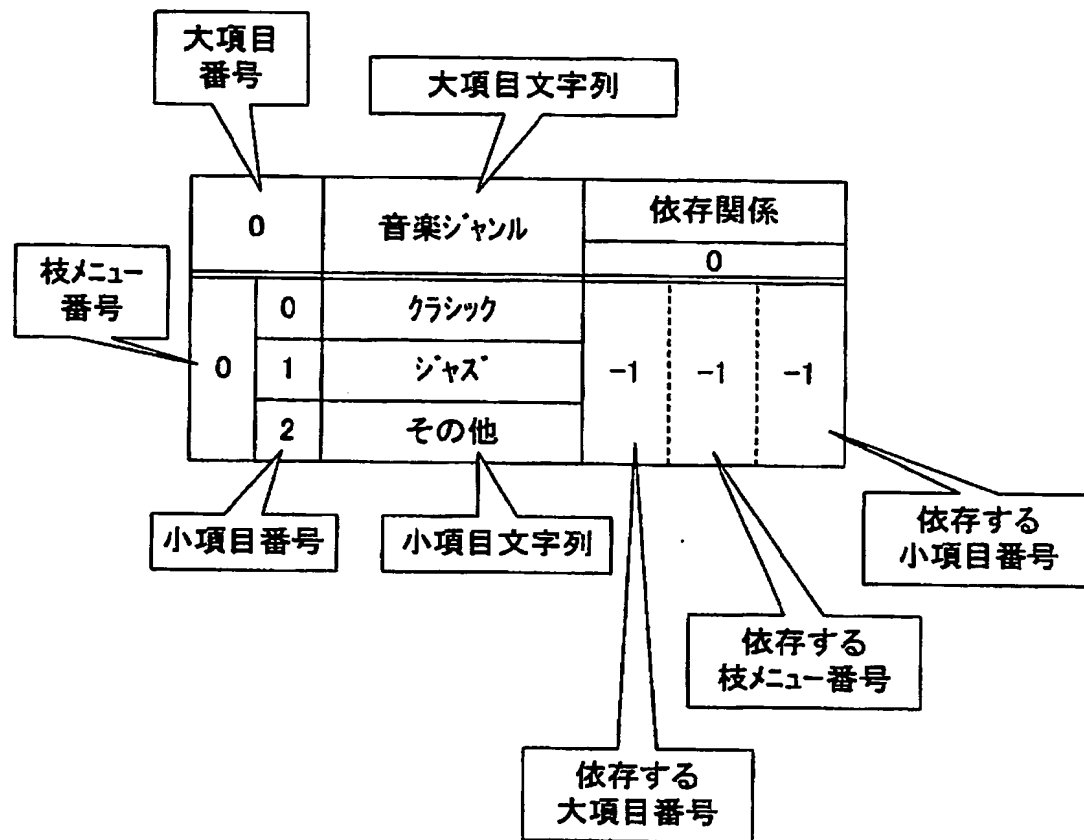 大項目
番号
大項目文字列
0
音楽ジャンル
依存関係
0
枝メニュー
番号
0
0
クラシック
1
ジャズ
2
その他
-1
-1
-1
小項目番号
小項目文字列
依存する
小項目番号
依存する
枝メニュー番号
依存する
大項目番号